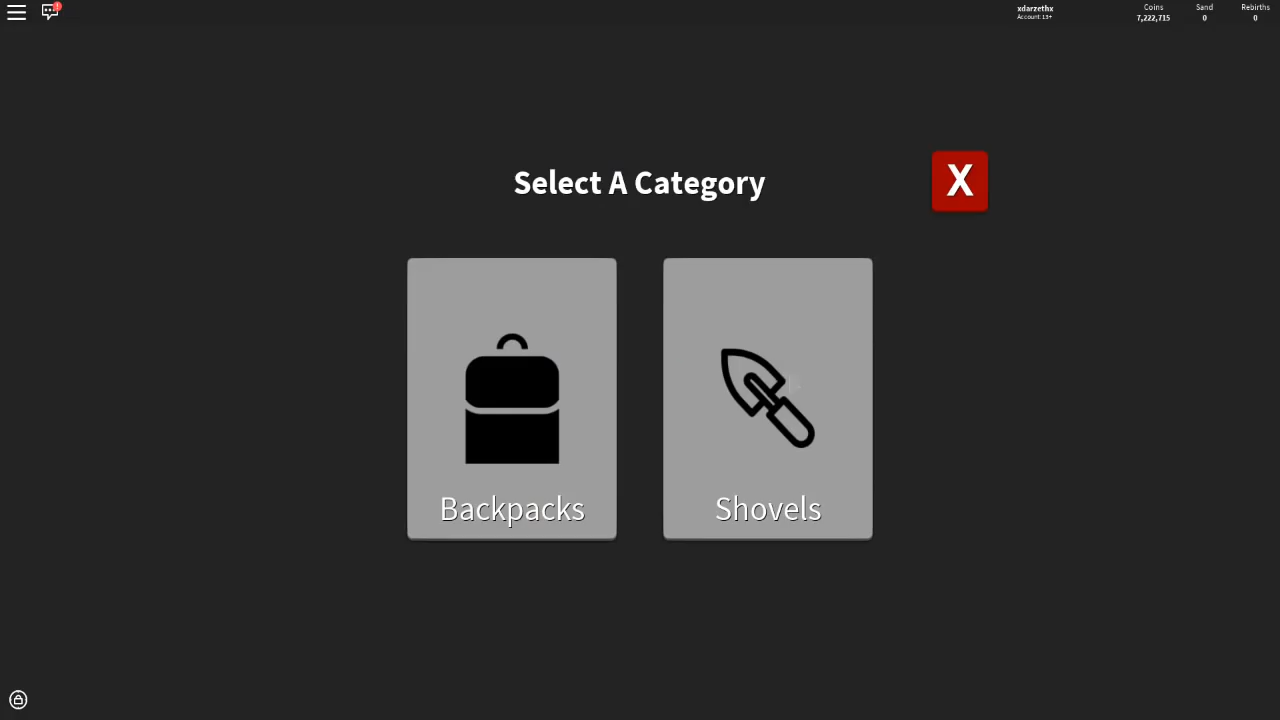 xdarzethx
Account: 13+
Coins
7,222,715
Sand
0
Rebirths
0
Select A Category
X
Backpacks
Shovels